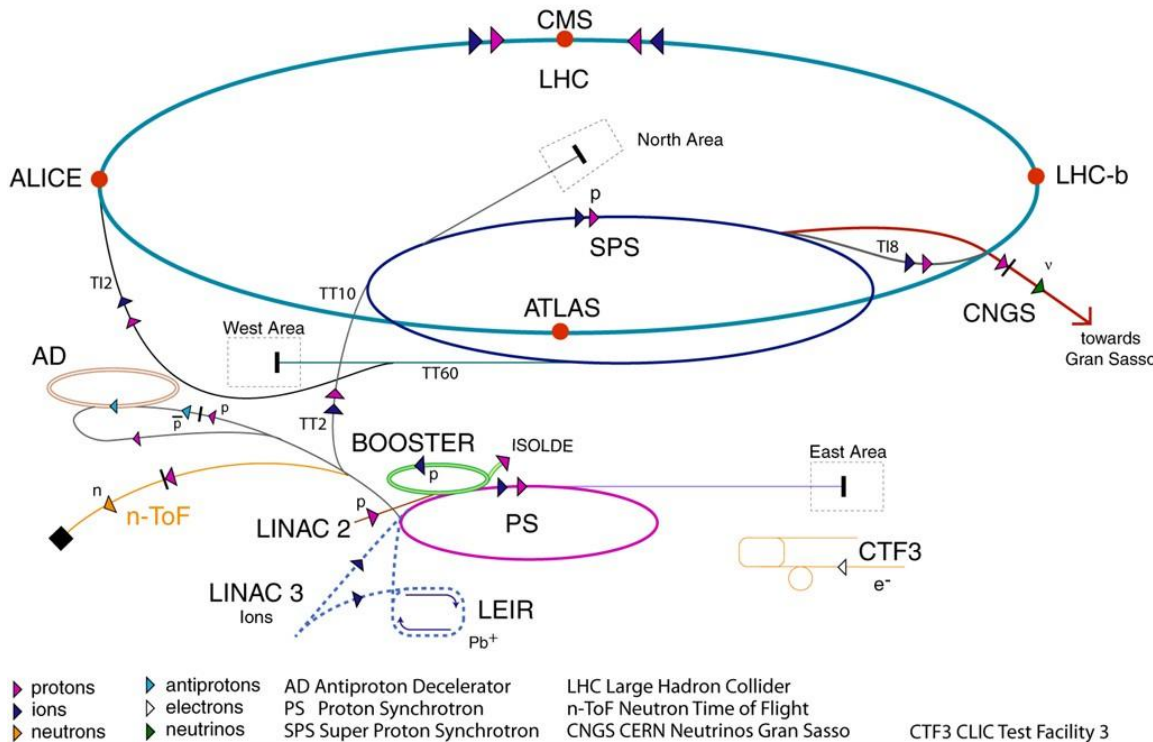 CMS
LHC
North Area
ALICE
LHC-b
p
SPS
TI8
TI2
TT10
ν
ATLAS
CNGS
West Area
towards
Gran Sasso
AD
TT60
p
p
TT2
BOOSTER
ISOLDE
East Area
p
n
n-ToF
p
LINAC 2
PS
CTF3
e-
LINAC 3
Ions
LEIR
Pb+
protons
ions
neutrons
antiprotons
electrons
neutrinos
AD Antiproton Decelerator
PS Proton Synchrotron
SPS Super Proton Synchrotron
LHC Large Hadron Collider
n-ToF Neutron Time of Flight
CNGS CERN Neutrinos Gran Sasso
CTF3 CLIC Test Facility 3